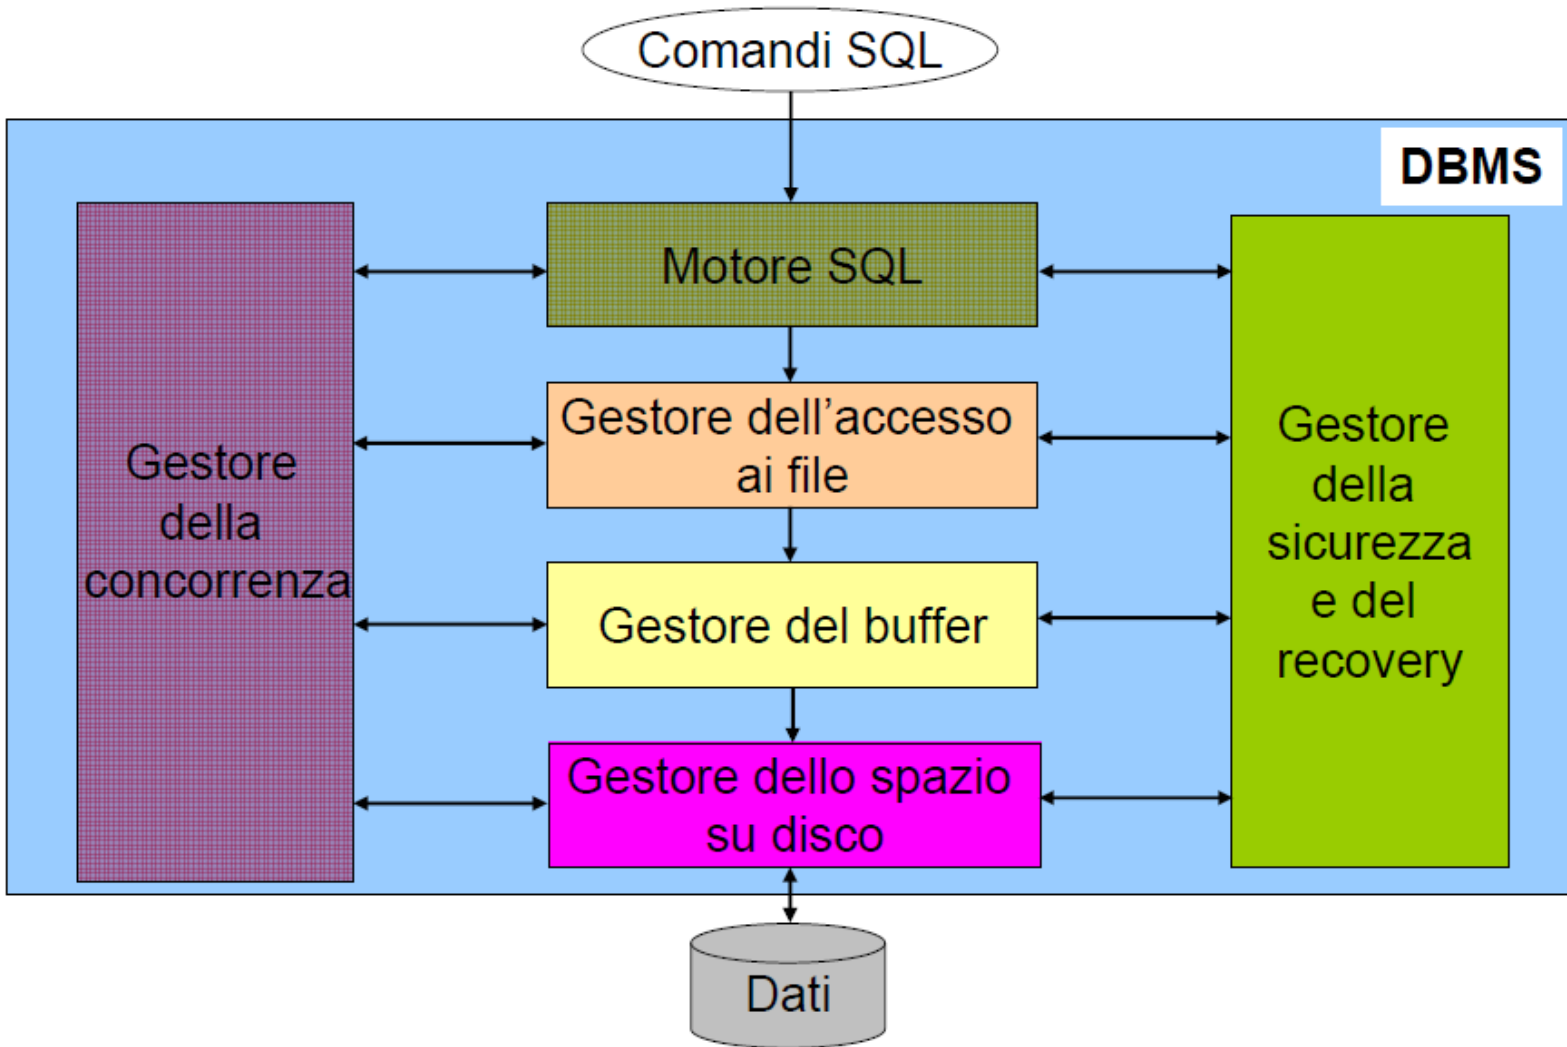 Comandi SQL
DBMS
Motore SQL
Gestore dell’accesso
ai file
Gestore
della
concorrenza
Gestore
della
sicurezza
e del
recovery
Gestore del buffer
Gestore dello spazio
su disco
Dati